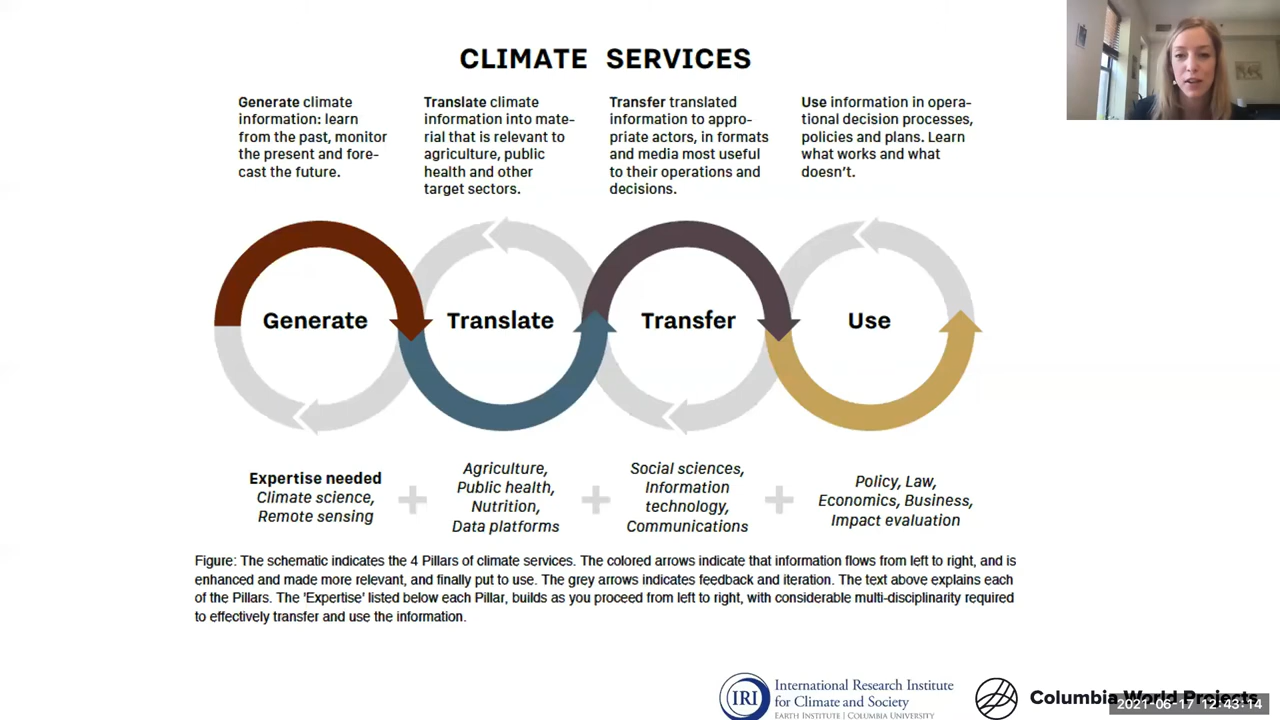 CLIMATE SERVICES
Generate climate
information: learn
from the past, monitor
the present and fore-
cast the future.
Translate climate
information into mate-
rial that is relevant to
agriculture, public
health and other
target sectors.
Transfer translated
information to appro-
priate actors, in formats
and media most useful
to their operations and
decisions.
Use information in opera-
tional decision processes,
policies and plans. Learn
what works and what
doesn't.
Generate
Translate
Transfer
Use
Expertise needed
Climate science,
Remote sensing
+
Agriculture,
Public health,
Nutrition,
Data platforms
+
Social sciences,
Information
technology,
Communications
+
Policy, Law,
Economics, Business,
Impact evaluation
Figure: The schematic indicates the 4 Pillars of climate services. The colored arrows indicate that information flows from left to right, and is
enhanced and made more relevant, and finally put to use. The grey arrows indicates feedback and iteration. The text above explains each
of the Pillars. The 'Expertise' listed below each Pillar, builds as you proceed from left to right, with considerable multi-disciplinarity required
to effectively transfer and use the information.
IRI
International Research Institute
for Climate and Society
EARTH INSTITUTE | COLUMBIA UNIVERSITY
Columbia World Projects
2021-06-17 12:43:14